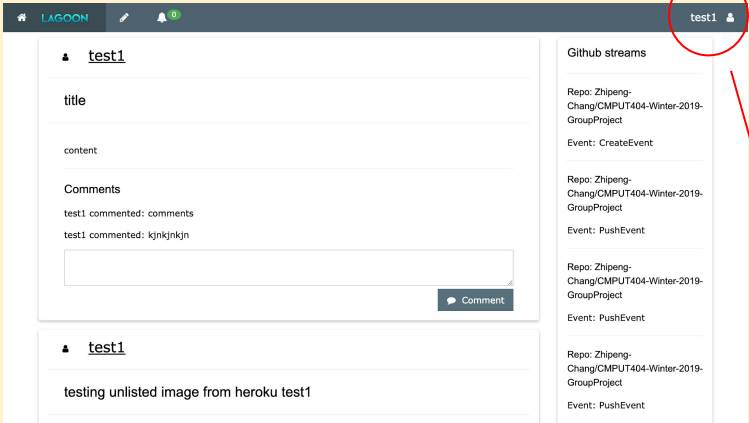 LAGOON
0
test1
test1
title
content
Comments
test1 commented: comments
test1 commented: kjnkjnkjn
Comment
test1
testing unlisted image from heroku test1
Github streams
Repo: Zhipeng-
Chang/CMPUT404-Winter-2019-
GroupProject
Event: CreateEvent
Repo: Zhipeng-
Chang/CMPUT404-Winter-2019-
GroupProject
Event: PushEvent
Repo: Zhipeng-
Chang/CMPUT404-Winter-2019-
GroupProject
Event: PushEvent
Repo: Zhipeng-
Chang/CMPUT404-Winter-2019-
GroupProject
Event: PushEvent